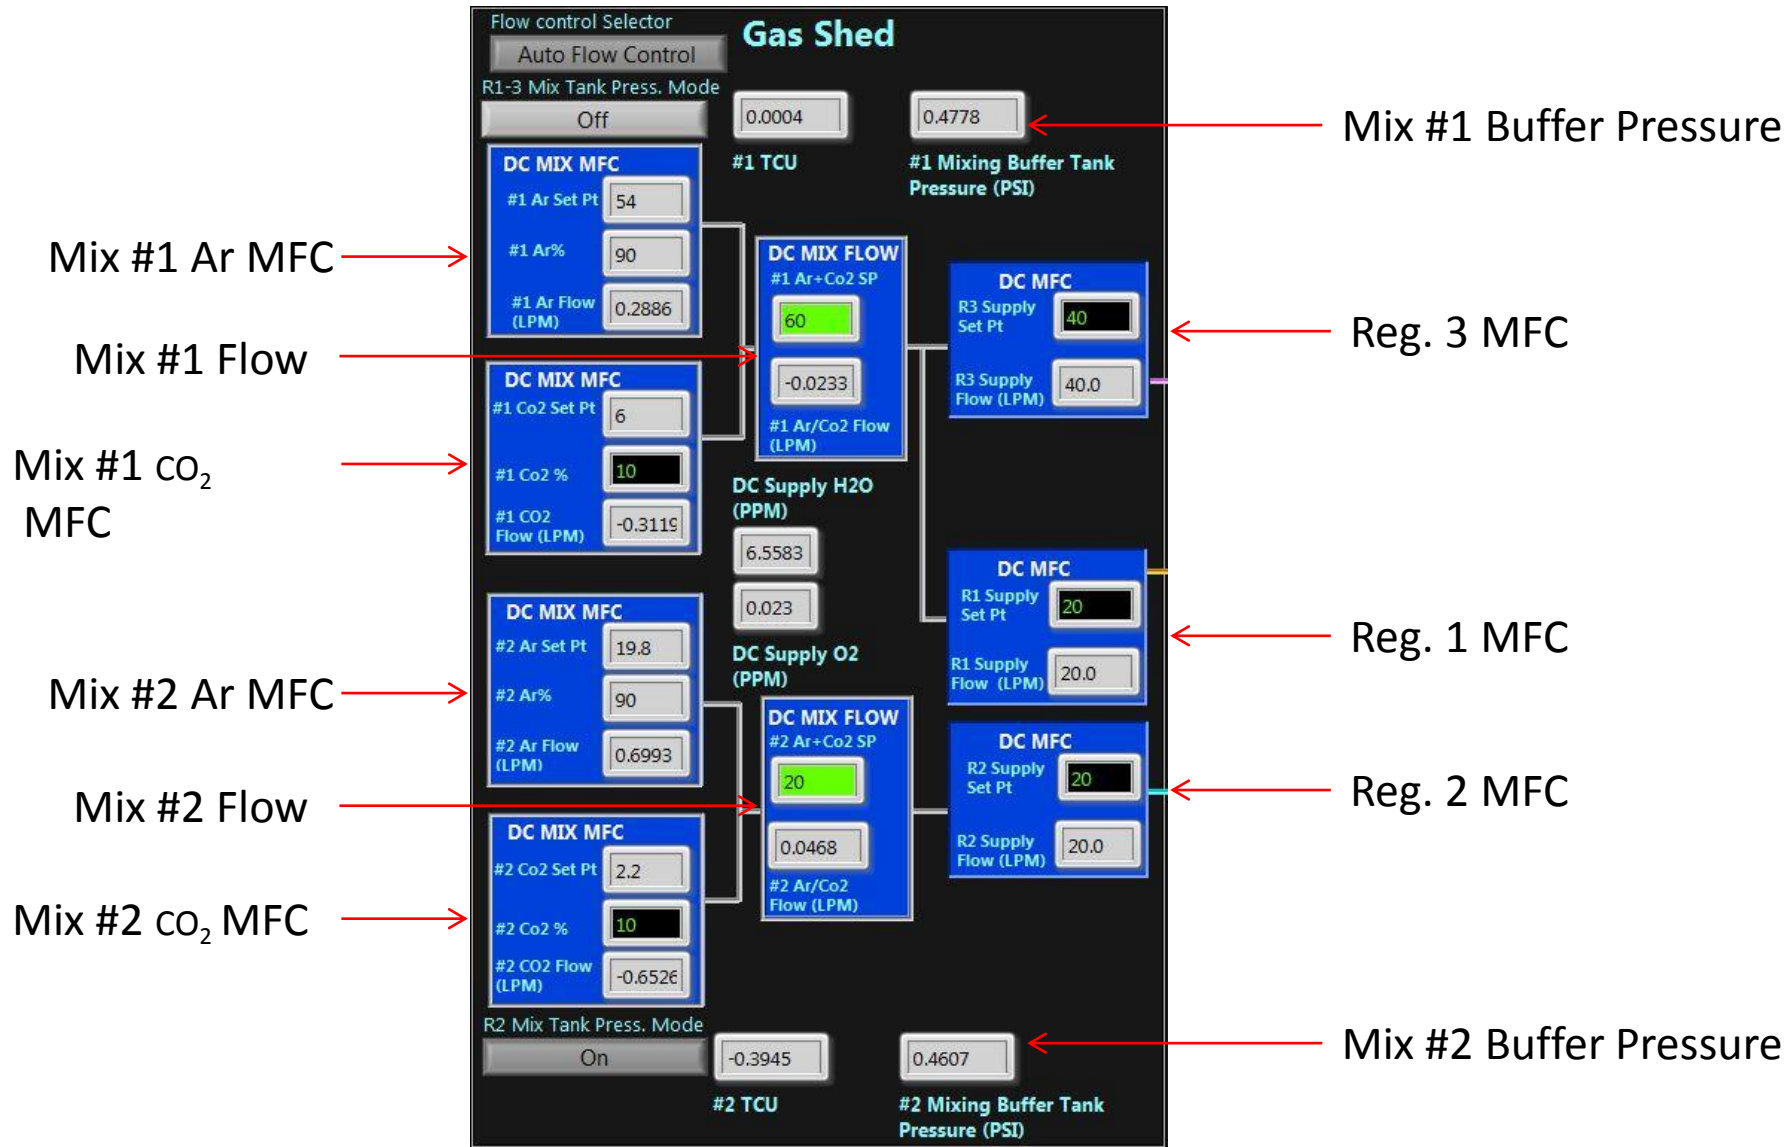 Flow control Selector
Auto Flow Control
Gas Shed
R1-3 Mix Tank Press. Mode
Off
0.0004
#1 TCU
0.4778
#1 Mixing Buffer Tank
Pressure (PSI)
Mix #1 Buffer Pressure
DC MIX MFC
#1 Ar Set Pt
54
#1 Ar%
90
#1 Ar Flow
(LPM)
0.2886
Mix #1 Ar MFC
DC MIX FLOW
#1 Ar+Co2 SP
60
-0.0233
#1 Ar/Co2 Flow
(LPM)
Mix #1 Flow
DC MFC
R3 Supply
Set Pt
40
R3 Supply
Flow (LPM)
40.0
Reg. 3 MFC
DC MIX MFC
#1 Co2 Set Pt
6
#1 Co2 %
10
#1 CO2
Flow (LPM)
-0.3119
Mix #1 CO₂
MFC
DC Supply H2O
(PPM)
6.5583
0.023
DC Supply O2
(PPM)
DC MFC
R1 Supply
Set Pt
20
R1 Supply
Flow (LPM)
20.0
Reg. 1 MFC
DC MIX MFC
#2 Ar Set Pt
19.8
#2 Ar%
90
#2 Ar Flow
(LPM)
0.6993
Mix #2 Ar MFC
DC MIX FLOW
#2 Ar+Co2 SP
20
0.0468
#2 Ar/Co2
Flow (LPM)
Mix #2 Flow
DC MFC
R2 Supply
Set Pt
20
R2 Supply
Flow (LPM)
20.0
Reg. 2 MFC
DC MIX MFC
#2 Co2 Set Pt
2.2
#2 Co2 %
10
#2 CO2 Flow
(LPM)
-0.6526
Mix #2 CO₂ MFC
R2 Mix Tank Press. Mode
On
-0.3945
#2 TCU
0.4607
#2 Mixing Buffer Tank
Pressure (PSI)
Mix #2 Buffer Pressure